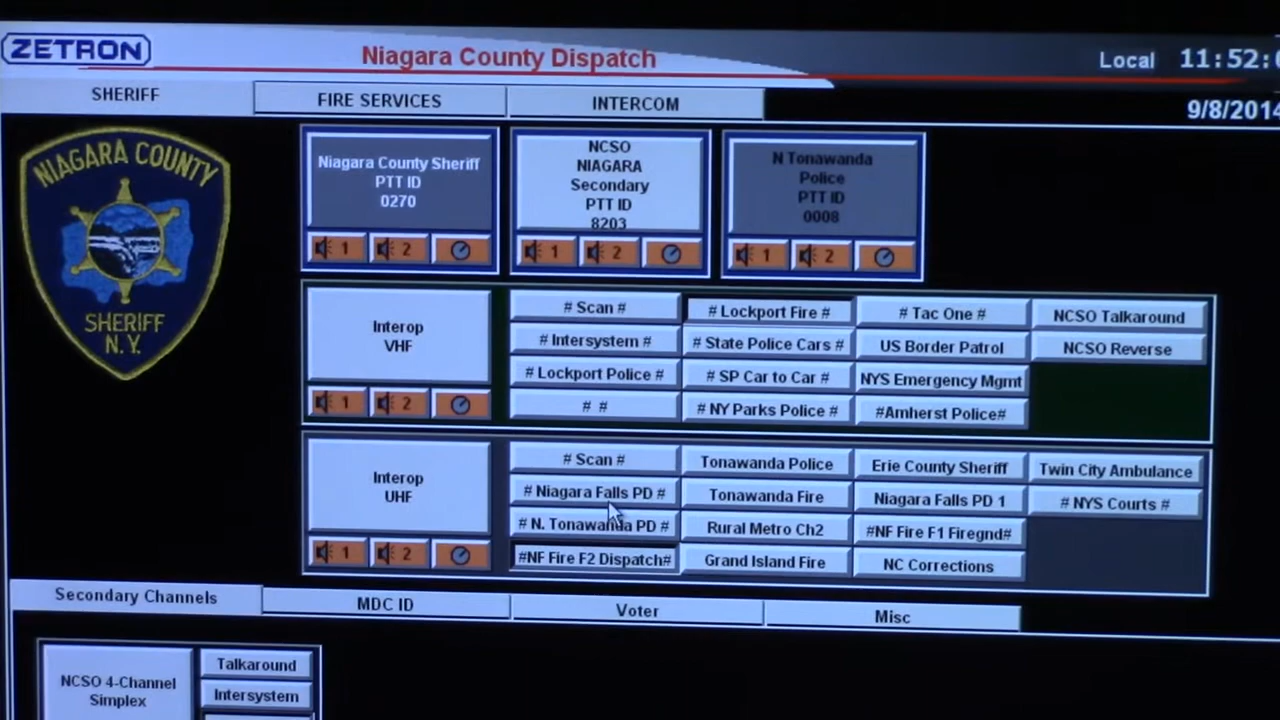 ZETRON
Niagara County Dispatch
Local 11:52:
9/8/2014
SHERIFF
FIRE SERVICES
INTERCOM
NIAGARA COUNTY
SHERIFF
N.Y.
Niagara County Sheriff
PTT ID
0270
1
2
NCSO
NIAGARA
Secondary
PTT ID
8203
1
2
N Tonawanda
Police
PTT ID
0008
1
2
Interop
VHF
1
2
# Scan #
# Lockport Fire #
# Tac One #
NCSO Talkaround
# Intersystem #
# State Police Cars #
US Border Patrol
NCSO Reverse
# Lockport Police #
# SP Car to Car #
NYS Emergency Mgmt
# #
# NY Parks Police #
#Amherst Police#
Interop
UHF
1
2
# Scan #
Tonawanda Police
Erie County Sheriff
Twin City Ambulance
# Niagara Falls PD #
Tonawanda Fire
Niagara Falls PD 1
# NYS Courts #
# N. Tonawanda PD #
Rural Metro Ch2
#NF Fire F1 Firegnd#
#NF Fire F2 Dispatch#
Grand Island Fire
NC Corrections
Secondary Channels
MDC ID
Voter
Misc
NCSO 4-Channel
Simplex
Talkaround
Intersystem